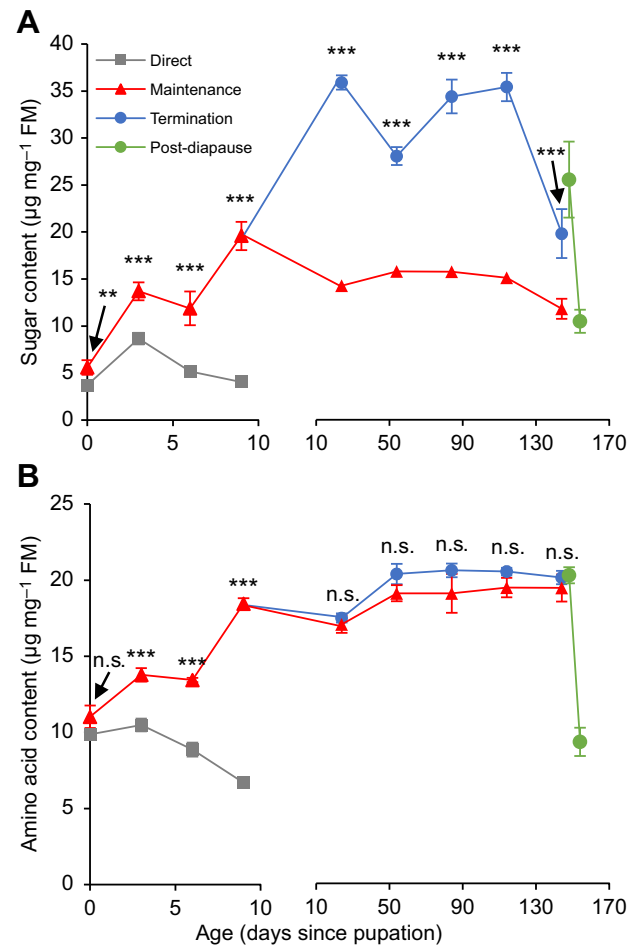 A
40
35
30
25
20
15
10
5
0
Sugar content (µg mg–1 FM)
Direct
Maintenance
Termination
Post-diapause
**
***
***
***
***
***
***
***
***
0 5 10 10 50 90 130 170
B
25
20
15
10
5
0
Amino acid content (µg mg–1 FM)
n.s.
***
***
***
n.s.
n.s.
n.s.
n.s.
n.s.
0 5 10 10 50 90 130 170
Age (days since pupation)